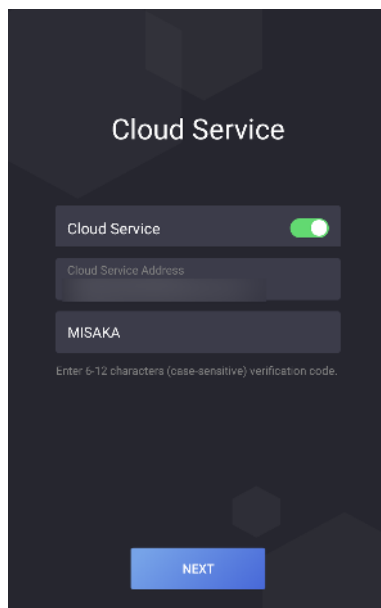 Cloud Service
Cloud Service
Cloud Service Address
MISAKA
Enter 6-12 characters (case-sensitive) verification code.
NEXT